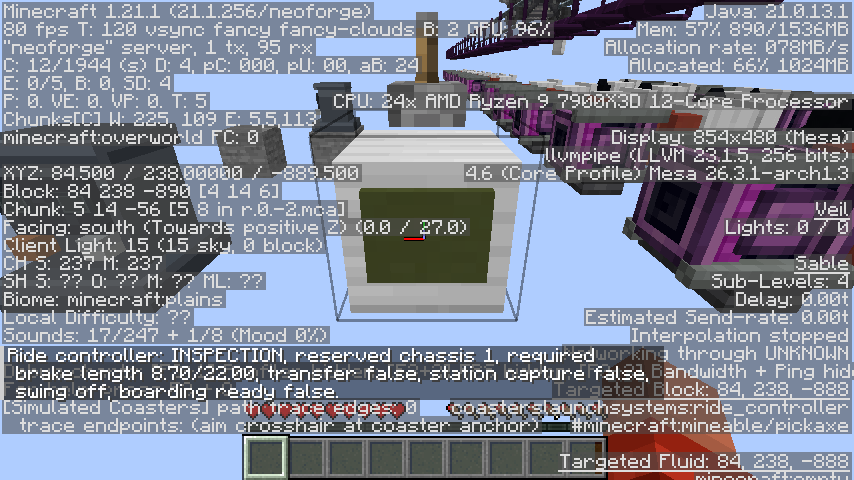 Minecraft 1.21.1 (21.1.256/neoforge)
80 fps T: 120 vsync fancy fancy-clouds B: 2 GPU: 96%
"neoforge" server, 1 tx, 95 rx
C: 12/1944 (s) D: 4, pC: 000, pU: 00, aB: 24
E: 0/5, B: 0, SD: 4
P: 0. VE: 0. VP: 0. T: 5
Chunks[C] W: 225, 109 E: 5,5,113
minecraft:overworld FC: 0
XYZ: 84.500 / 238.00000 / -889.500
Block: 84 238 -890 [4 14 6]
Chunk: 5 14 -56 [5 8 in r.0.-2.mca]
Facing: south (Towards positive Z) (0.0 / 27.0)
Client Light: 15 (15 sky, 0 block)
CH S: 237 M: 237
SH S: ?? O: ?? M: ?? ML: ??
Biome: minecraft:plains
Local Difficulty: ??
Sounds: 17/247 + 1/8 (Mood 0%)
Java: 21.0.13.1
Mem: 57% 890/1536MB
Allocation rate: 078MB/s
Allocated: 66% 1024MB
CPU: 24x AMD Ryzen 9 7900X3D 12-Core Processor
Display: 854x480 (Mesa)
llvmpipe (LLVM 23.1.5, 256 bits)
4.6 (Core Profile) Mesa 26.3.1-arch1.3
Veil
Lights: 0 / 0
Sable
Sub-Levels: 4
Delay: 0.00t
Estimated Send-rate: 0.00t
Interpolation stopped
Networking through UNKNOWN
Bandwidth + Ping
Targeted Block: 84, 238, -888
coasterslaunchsystems:ride_controller
#minecraft:mineable/pickaxe
Targeted Fluid: 84, 238, -888
minecraft:empty
Ride controller: INSPECTION, reserved chassis 1, required
brake length 8.70/22.00, transfer false, station capture false,
swing off, boarding ready false.
[Simulated Coasters]
trace endpoints: (aim crosshair at coaster anchor)